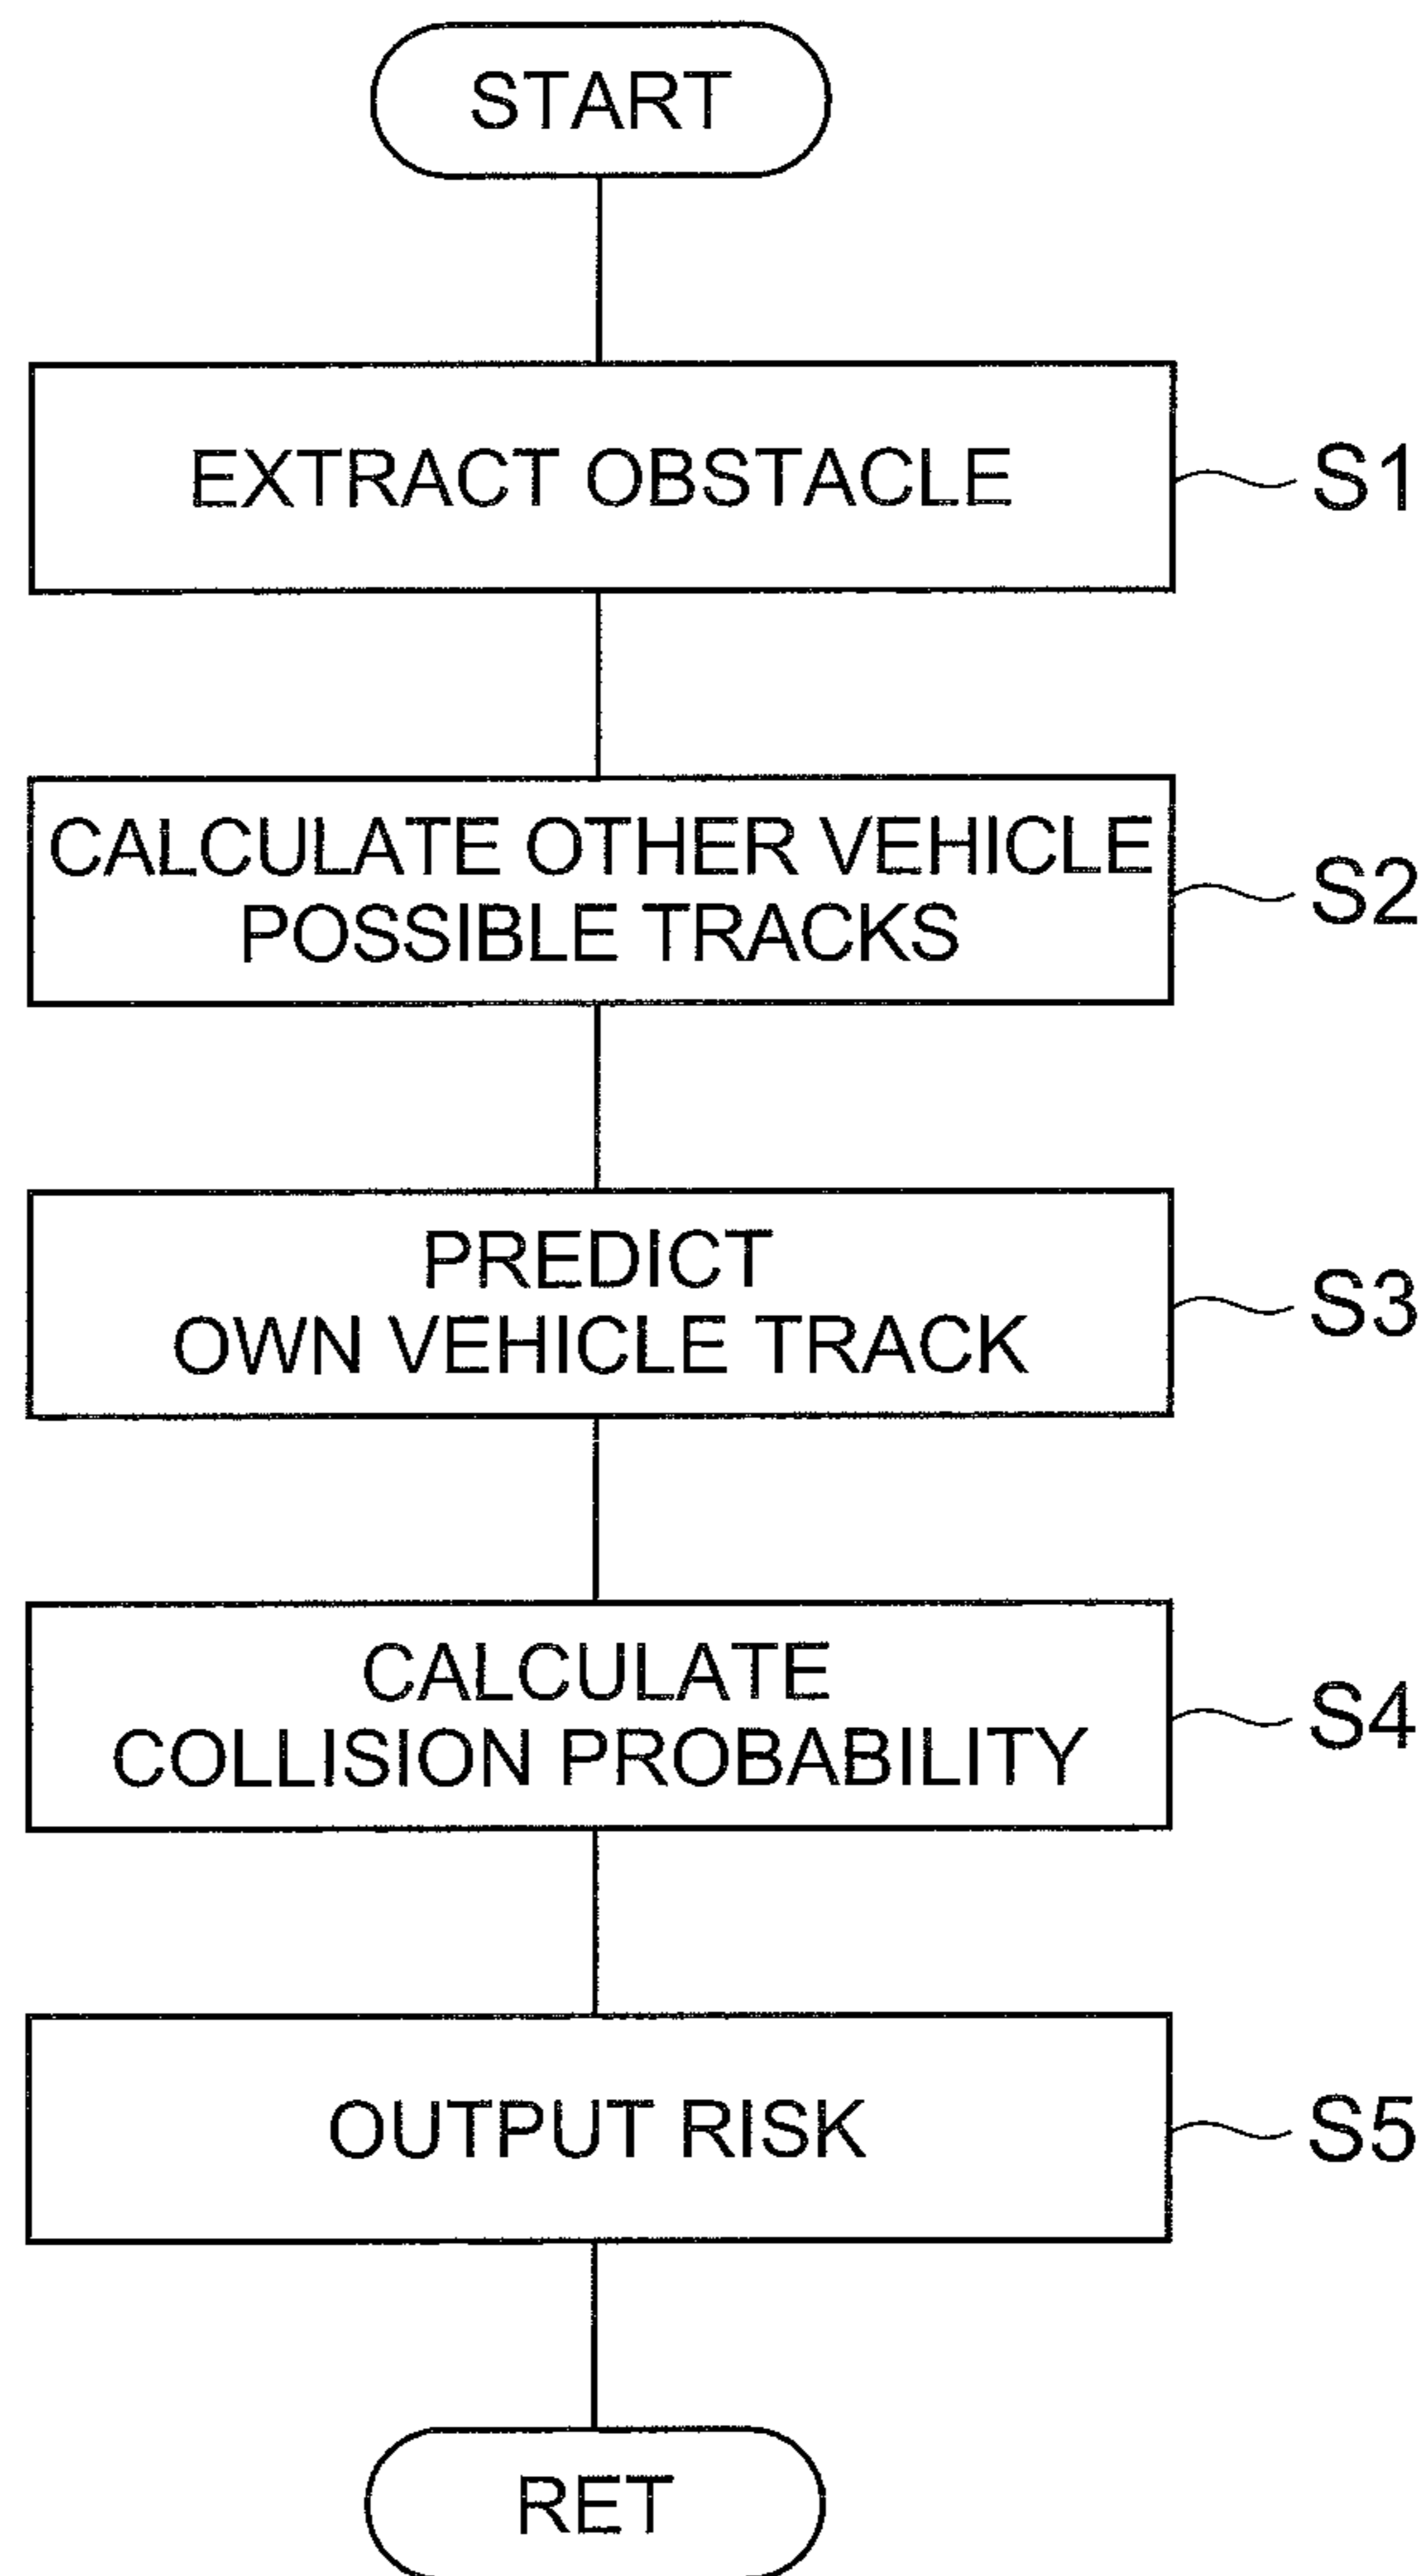 START
EXTRACT OBSTACLE
S1
CALCULATE OTHER VEHICLE
POSSIBLE TRACKS
S2
PREDICT
OWN VEHICLE TRACK
S3
CALCULATE
COLLISION PROBABILITY
S4
OUTPUT RISK
S5
RET